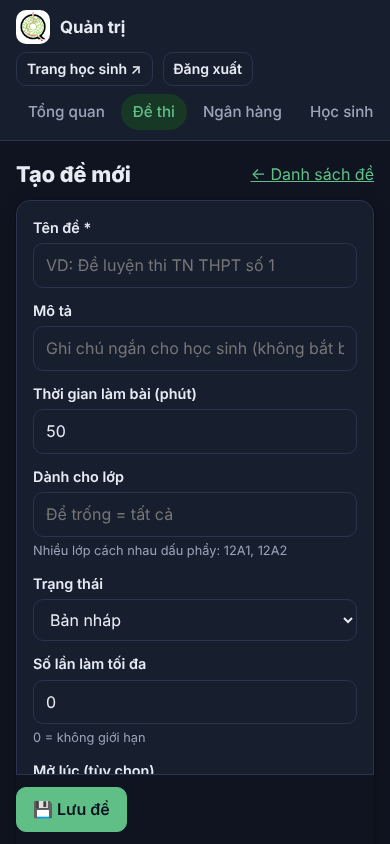 Quản trị
Trang học sinh ↗ Đăng xuất
Tổng quan Đề thi Ngân hàng Học sinh
Tạo đề mới ← Danh sách đề
Tên đề *
VD: Đề luyện thi TN THPT số 1
Mô tả
Ghi chú ngắn cho học sinh (không bắt b
Thời gian làm bài (phút)
50
Dành cho lớp
Để trống = tất cả
Nhiều lớp cách nhau dấu phẩy: 12A1, 12A2
Trạng thái
Bản nháp
Số lần làm tối đa
0
0 = không giới hạn
Mở lúc (tùy chọn)
💾 Lưu đề